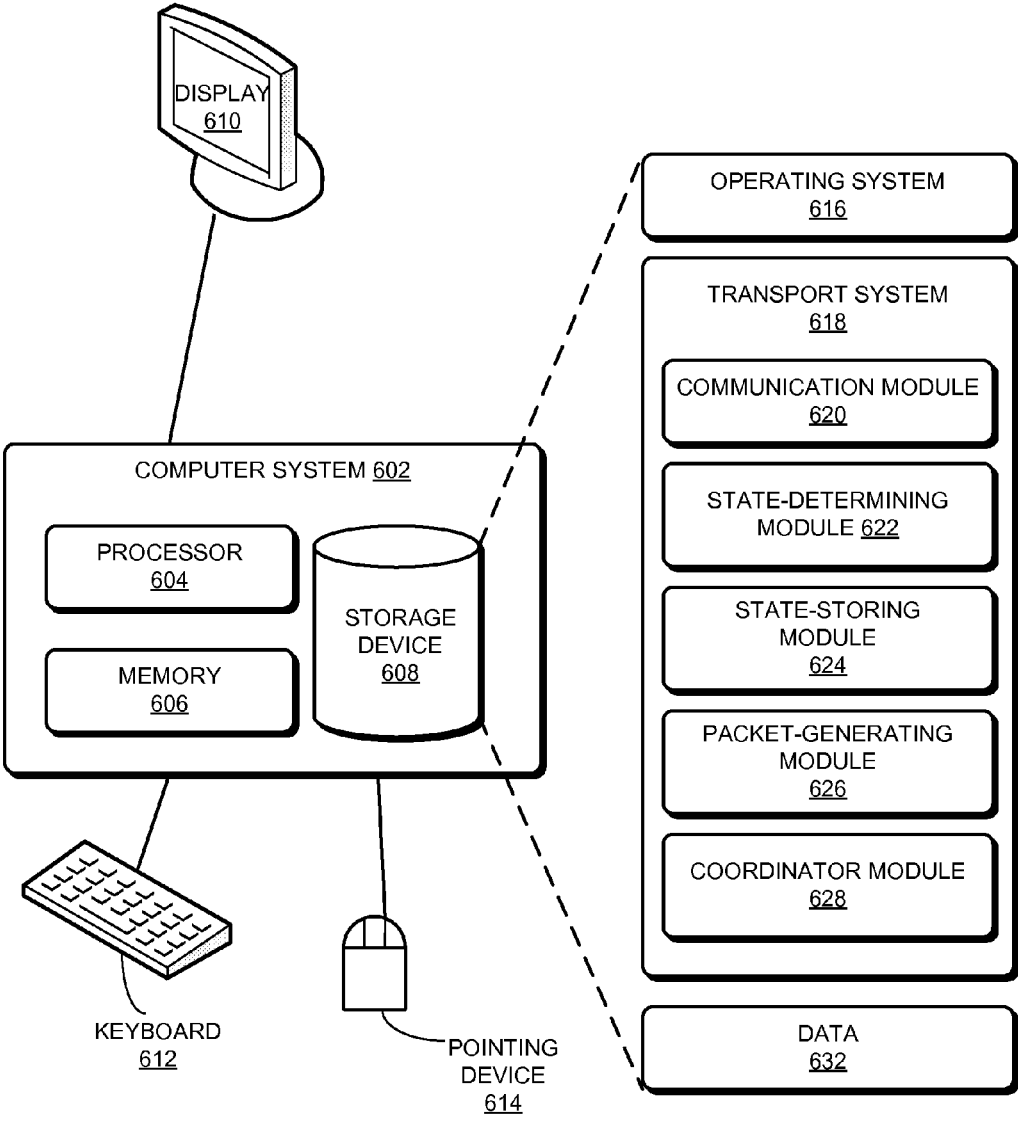 DISPLAY
610
OPERATING SYSTEM
616
TRANSPORT SYSTEM
618
COMMUNICATION MODULE
620
STATE-DETERMINING
MODULE 622
STATE-STORING
MODULE
624
PACKET-GENERATING
MODULE
626
COORDINATOR MODULE
628
DATA
632
COMPUTER SYSTEM 602
PROCESSOR
604
MEMORY
606
STORAGE
DEVICE
608
KEYBOARD
612
POINTING
DEVICE
614